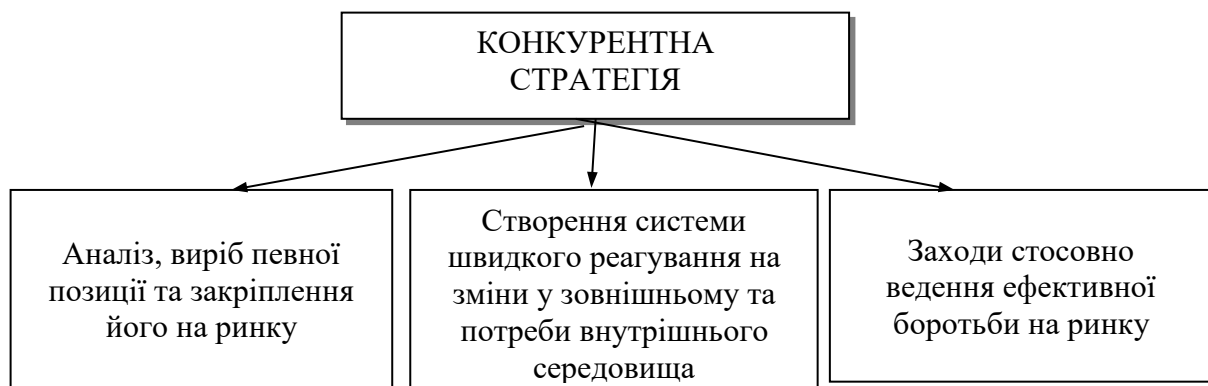 КОНКУРЕНТНА
СТРАТЕГІЯ
Аналіз, виріб певної
позиції та закріплення
його на ринку
Створення системи
швидкого реагування на
зміни у зовнішньому та
потреби внутрішнього
середовища
Заходи стосовно
ведення ефективної
боротьби на ринку